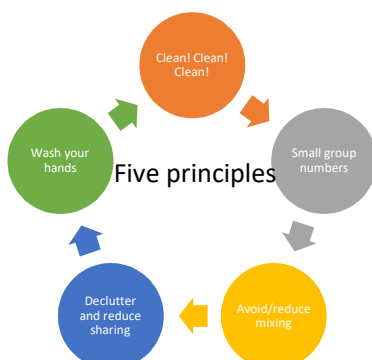 Clean! Clean!
Clean!
Small group
numbers
Avoid/reduce
mixing
Declutter
and reduce
sharing
Wash your
hands
Five principles